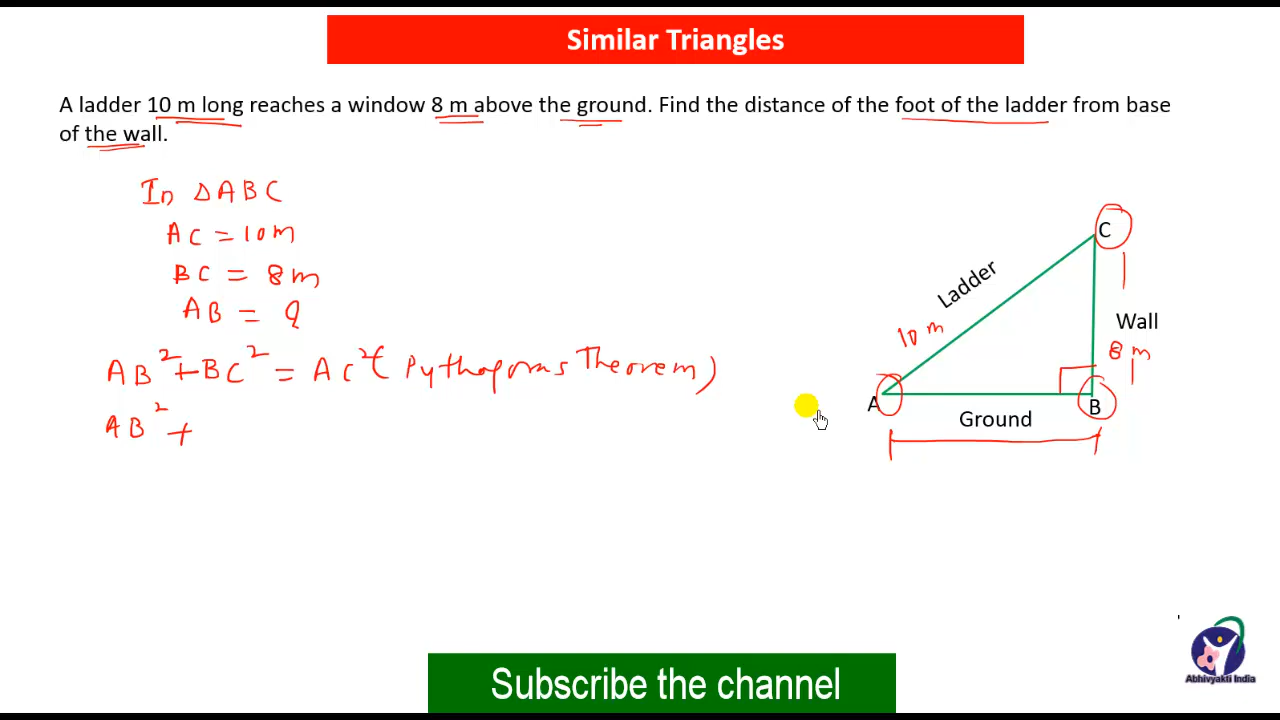 Similar Triangles
A ladder 10 m long reaches a window 8 m above the ground. Find the distance of the foot of the ladder from base
of the wall.
In △ABC
AC = 10m
BC = 8m
AB = ?
AB² + BC² = AC² (Pythagoras Theorem)
AB² +
C
Ladder
10 m
Wall
8 m
A
B
Ground
Abhivyakti India
Subscribe the channel